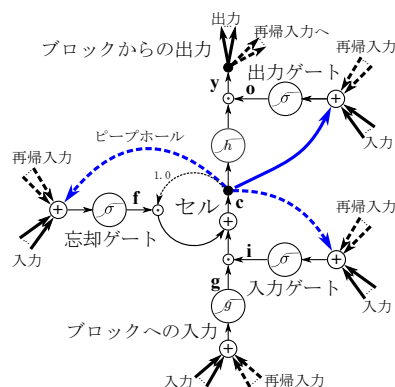 出力
再帰入力へ
ブロックからの出力
再帰入力
y
出力ゲート
o
σ
+
入力
h
ピープホール
再帰入力
1.0
セル
c
f
σ
+
+
忘却ゲート
入力
再帰入力
i
σ
+
g
入力ゲート
入力
g
ブロックへの入力
+
入力
再帰入力